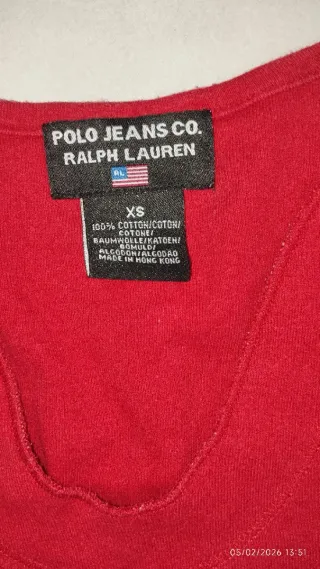 POLO JEANS CO.
RALPH LAUREN
RL
XS
100% COTTON/COTON/
COTONE/
BAUMWOLLE/KATOEN/
BOMULD/
ALGODON/ALGODAO
MADE IN HONG KONG
05/02/2026 13:51